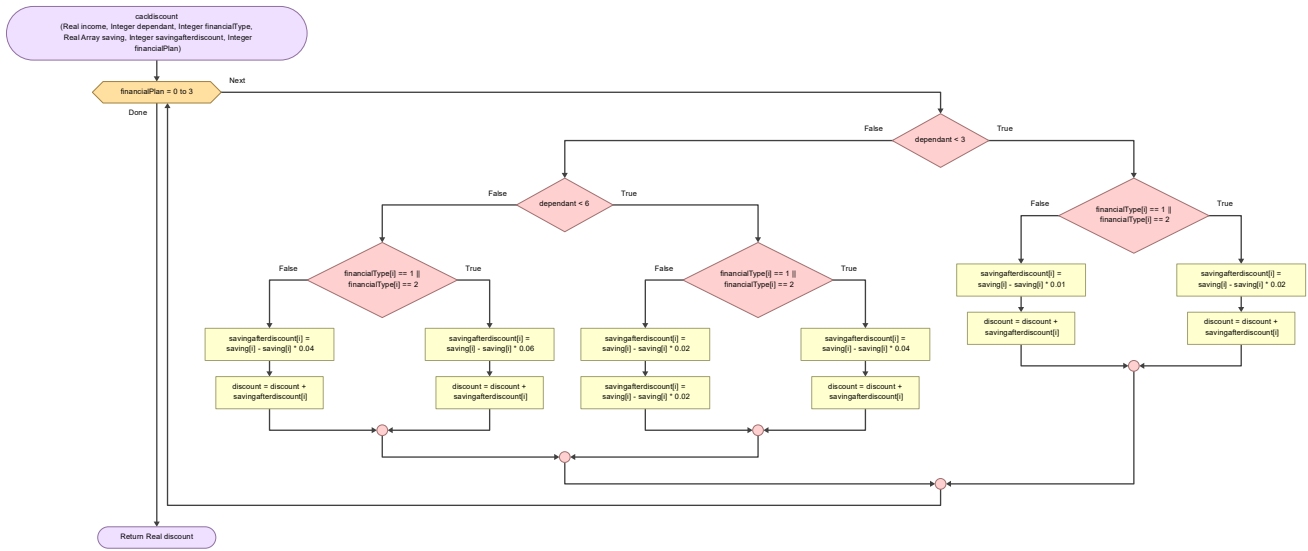 cacldiscount
(Real income, Integer dependant, Integer financialType,
Real Array saving, Integer savingafterdiscount, Integer
financialPlan)
financialPlan = 0 to 3
Next
Done
dependant < 3
False
True
dependant < 6
False
True
financialType[i] == 1 ||
financialType[i] == 2
False
True
financialType[i] == 1 ||
financialType[i] == 2
False
True
financialType[i] == 1 ||
financialType[i] == 2
False
True
savingafterdiscount[i] =
saving[i] - saving[i] * 0.01
savingafterdiscount[i] =
saving[i] - saving[i] * 0.02
discount = discount +
savingafterdiscount[i]
discount = discount +
savingafterdiscount[i]
savingafterdiscount[i] =
saving[i] - saving[i] * 0.04
savingafterdiscount[i] =
saving[i] - saving[i] * 0.06
savingafterdiscount[i] =
saving[i] - saving[i] * 0.02
savingafterdiscount[i] =
saving[i] - saving[i] * 0.04
discount = discount +
savingafterdiscount[i]
discount = discount +
savingafterdiscount[i]
savingafterdiscount[i] =
saving[i] - saving[i] * 0.02
discount = discount +
savingafterdiscount[i]
Return Real discount